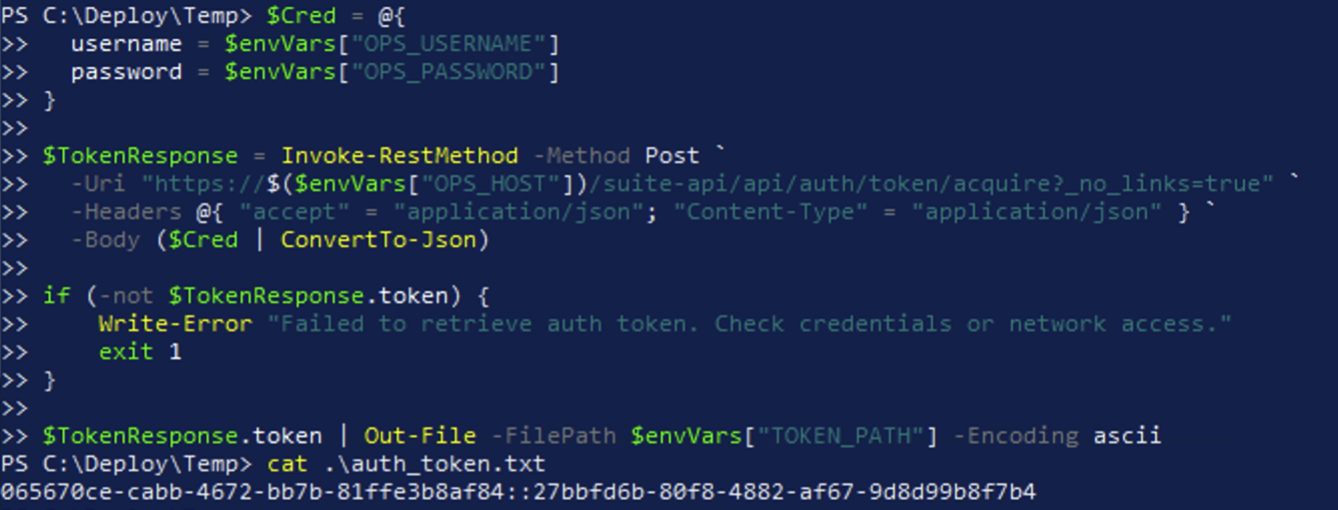 PS C:\Deploy\Temp> $Cred = @{
>>   username = $envVars["OPS_USERNAME"]
>>   password = $envVars["OPS_PASSWORD"]
>> }
>>
>> $TokenResponse = Invoke-RestMethod -Method Post `
>>   -Uri "https://$($envVars["OPS_HOST"])/suite-api/api/auth/token/acquire?_no_links=true" `
>>   -Headers @{ "accept" = "application/json"; "Content-Type" = "application/json" } `
>>   -Body ($Cred | ConvertTo-Json)
>>
>> if (-not $TokenResponse.token) {
>>     Write-Error "Failed to retrieve auth token. Check credentials or network access."
>>     exit 1
>> }
>>
>> $TokenResponse.token | Out-File -FilePath $envVars["TOKEN_PATH"] -Encoding ascii
PS C:\Deploy\Temp> cat .\auth_token.txt
065670ce-cabb-4672-bb7b-81ffe3b8af84::27bbfd6b-80f8-4882-af67-9d8d99b8f7b4